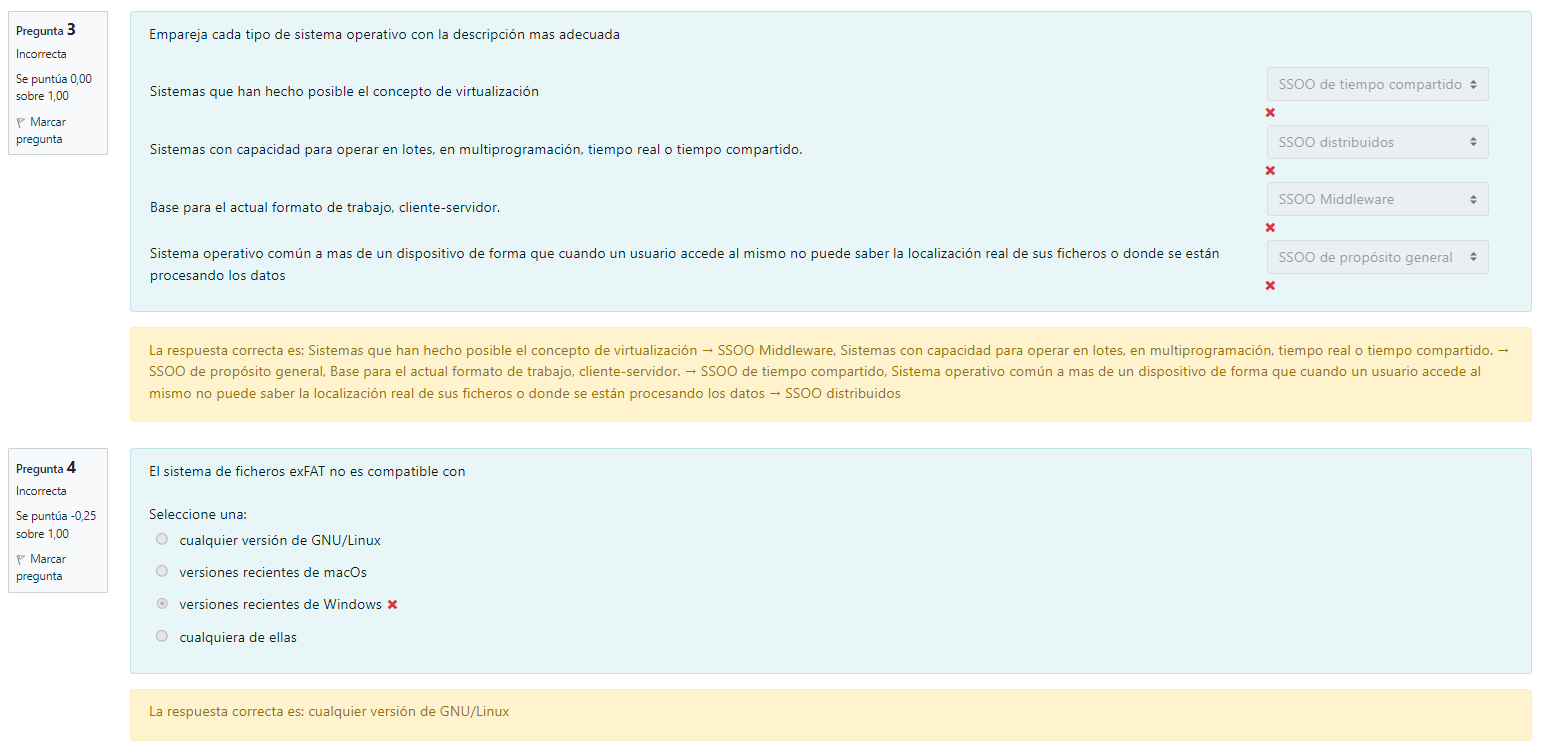 Pregunta 3
Incorrecta
Se puntúa 0,00
sobre 1,00
Marcar
pregunta
Empareja cada tipo de sistema operativo con la descripción mas adecuada
Sistemas que han hecho posible el concepto de virtualización
SSOO de tiempo compartido
Sistemas con capacidad para operar en lotes, en multiprogramación, tiempo real o tiempo compartido.
SSOO distribuidos
Base para el actual formato de trabajo, cliente-servidor.
SSOO Middleware
Sistema operativo común a mas de un dispositivo de forma que cuando un usuario accede al mismo no puede saber la localización real de sus ficheros o donde se están
procesando los datos
SSOO de propósito general
La respuesta correcta es: Sistemas que han hecho posible el concepto de virtualización → SSOO Middleware, Sistemas con capacidad para operar en lotes, en multiprogramación, tiempo real o tiempo compartido. →
SSOO de propósito general, Base para el actual formato de trabajo, cliente-servidor. → SSOO de tiempo compartido, Sistema operativo común a mas de un dispositivo de forma que cuando un usuario accede al
mismo no puede saber la localización real de sus ficheros o donde se están procesando los datos → SSOO distribuidos
Pregunta 4
Incorrecta
Se puntúa -0,25
sobre 1,00
Marcar
pregunta
El sistema de ficheros exFAT no es compatible con
Seleccione una:
cualquier versión de GNU/Linux
versiones recientes de macOs
versiones recientes de Windows
cualquiera de ellas
La respuesta correcta es: cualquier versión de GNU/Linux